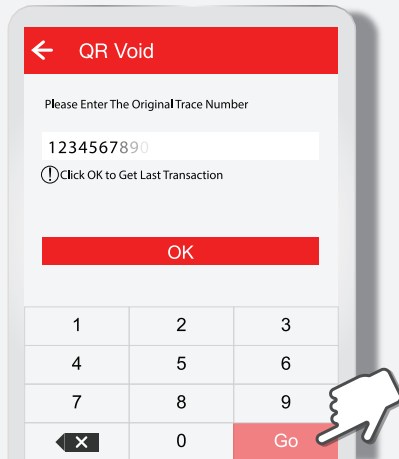 QR Void
Please Enter The Original Trace Number
1234567890
Click OK to Get Last Transaction
OK
1 2 3
4 5 6
7 8 9
0 Go